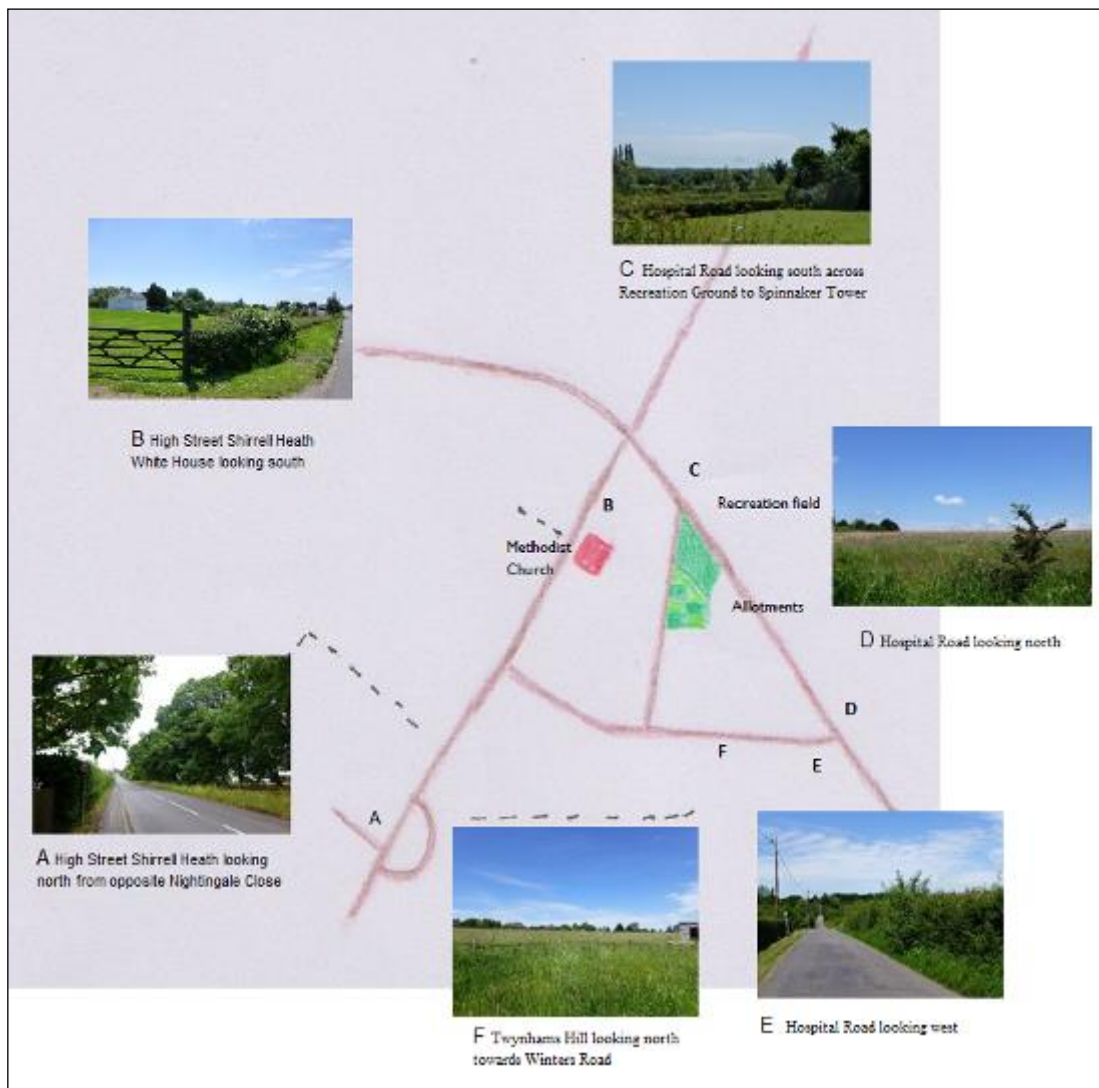 C Hospital Road looking south across
Recreation Ground to Spinnaker Tower
B High Street Shirrell Heath
White House looking south
C
Recreation field
B
Methodist
Church
Allotments
D Hospital Road looking north
D
F
E
A
A High Street Shirrell Heath looking
north from opposite Nightingale Close
F Twynhams Hill looking north
towards Winters Road
E Hospital Road looking west